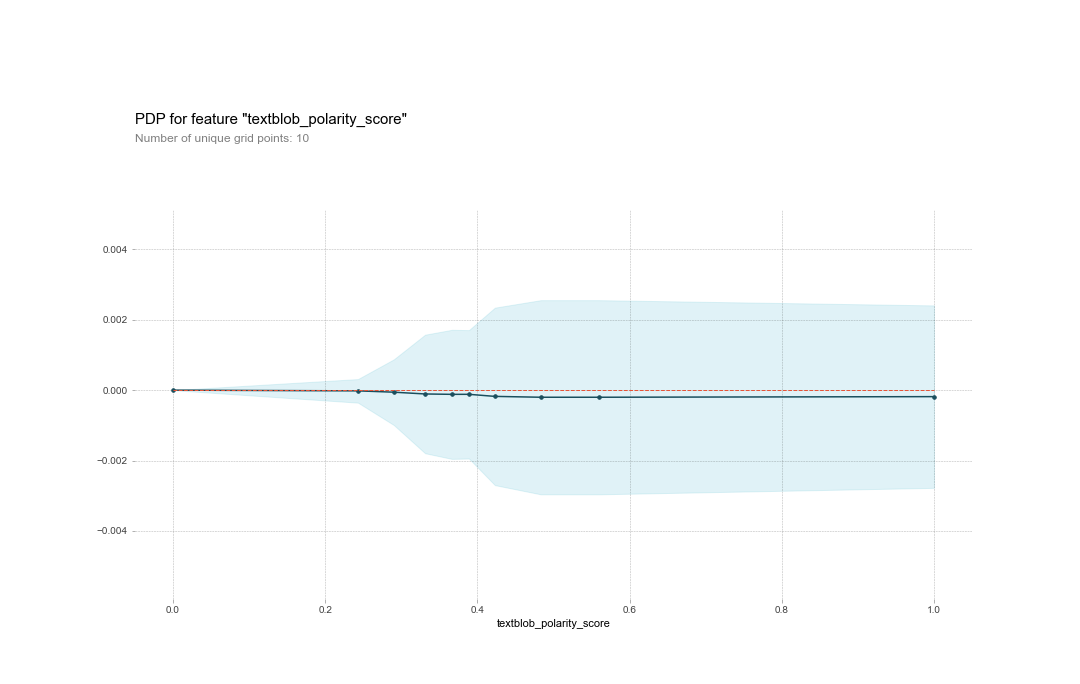 PDP for feature "textblob_polarity_score"
Number of unique grid points: 10
0.004
0.002
0.000
−0.002
−0.004
0.0 0.2 0.4 0.6 0.8 1.0
textblob_polarity_score